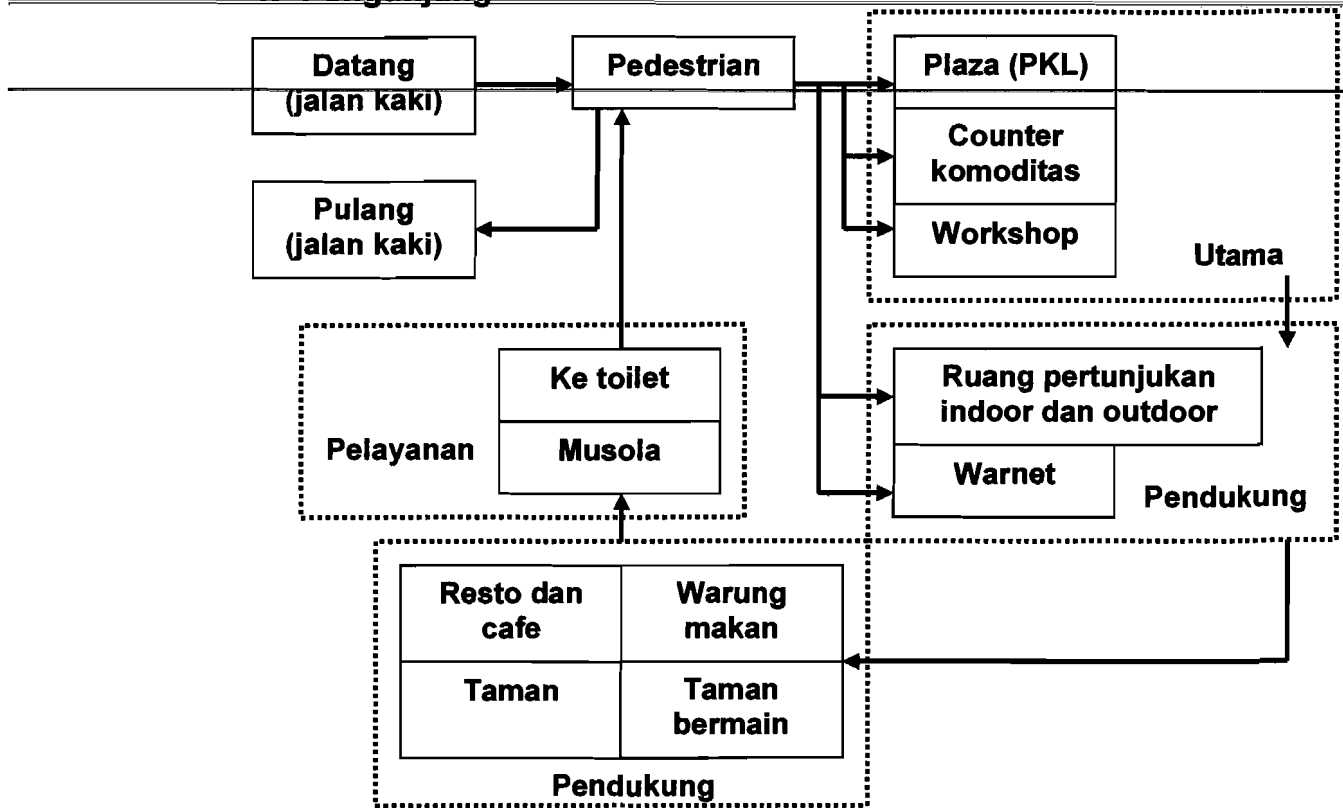 Datang
(jalan kaki)
Pedestrian
Plaza (PKL)
Counter
komoditas
Workshop
Utama
Pulang
(jalan kaki)
Ke toilet
Musola
Pelayanan
Ruang pertunjukan
indoor dan outdoor
Warnet
Pendukung
Resto dan
cafe
Warung
makan
Taman
Taman
bermain
Pendukung